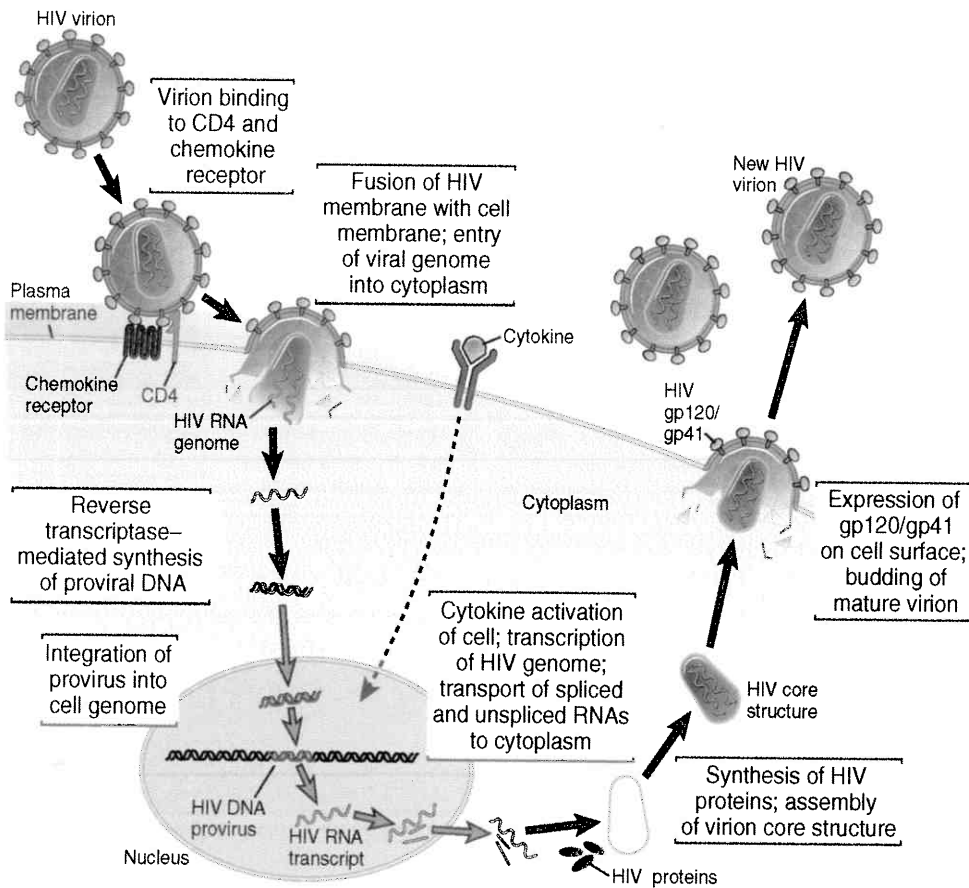 HIV virion
Virion binding
to CD4 and
chemokine
receptor
Fusion of HIV
membrane with cell
membrane; entry
of viral genome
into cytoplasm
New HIV
virion
Plasma
membrane
Cytokine
Chemokine
receptor
CD4
HIV RNA
genome
HIV
gp120/
gp41
Cytoplasm
Reverse
transcriptase–
mediated synthesis
of proviral DNA
Expression of
gp120/gp41
on cell surface;
budding of
mature virion
Integration of
provirus into
cell genome
Cytokine activation
of cell; transcription
of HIV genome;
transport of spliced
and unspliced RNAs
to cytoplasm
HIV core
structure
Synthesis of HIV
proteins; assembly
of virion core structure
HIV DNA
provirus
HIV RNA
transcript
Nucleus
HIV proteins